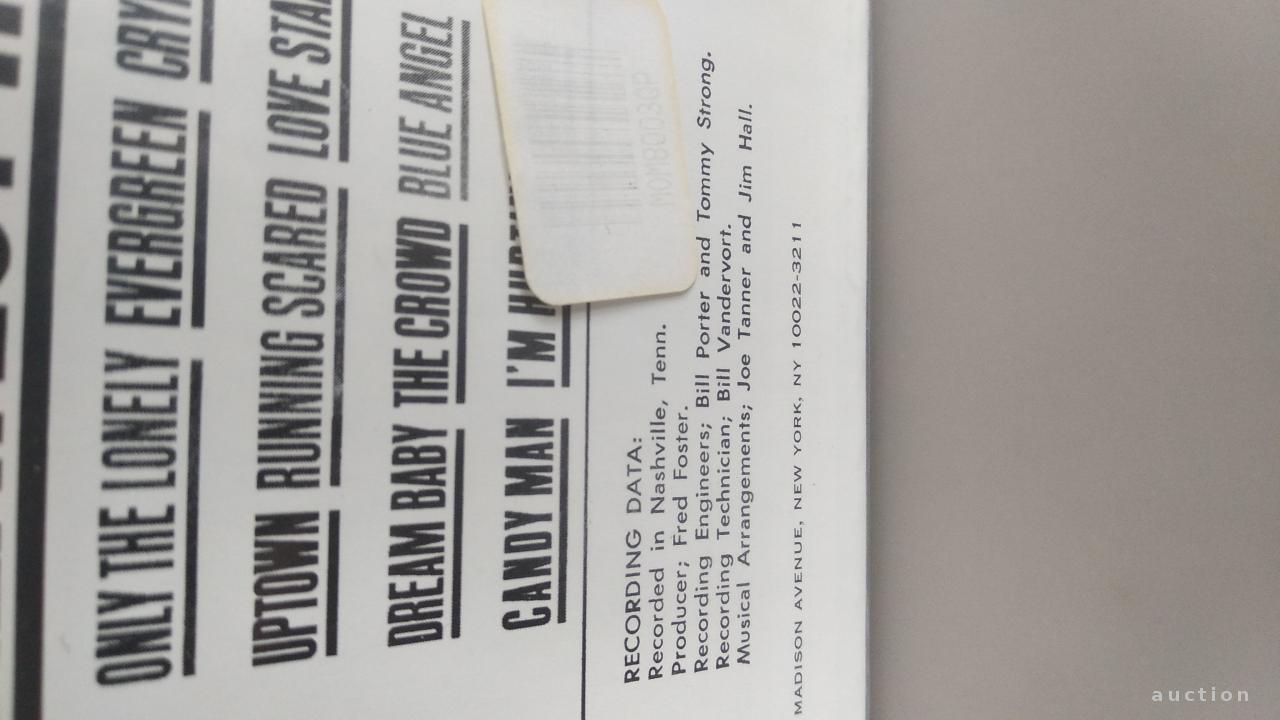 ONLY THE LONELY EVERGREEN
UPTOWN RUNNING SCARED LOVE
DREAM BABY THE CROWD BLUE ANGEL
CANDY MAN I'M
RECORDING DATA:
Recorded in Nashville, Tenn.
Producer; Fred Foster.
Recording Engineers; Bill Porter and Tommy Strong.
Recording Technician; Bill Vandervort.
Musical Arrangements; Joe Tanner and Jim Hall.
MADISON AVENUE, NEW YORK, NY 10022-3211
auction